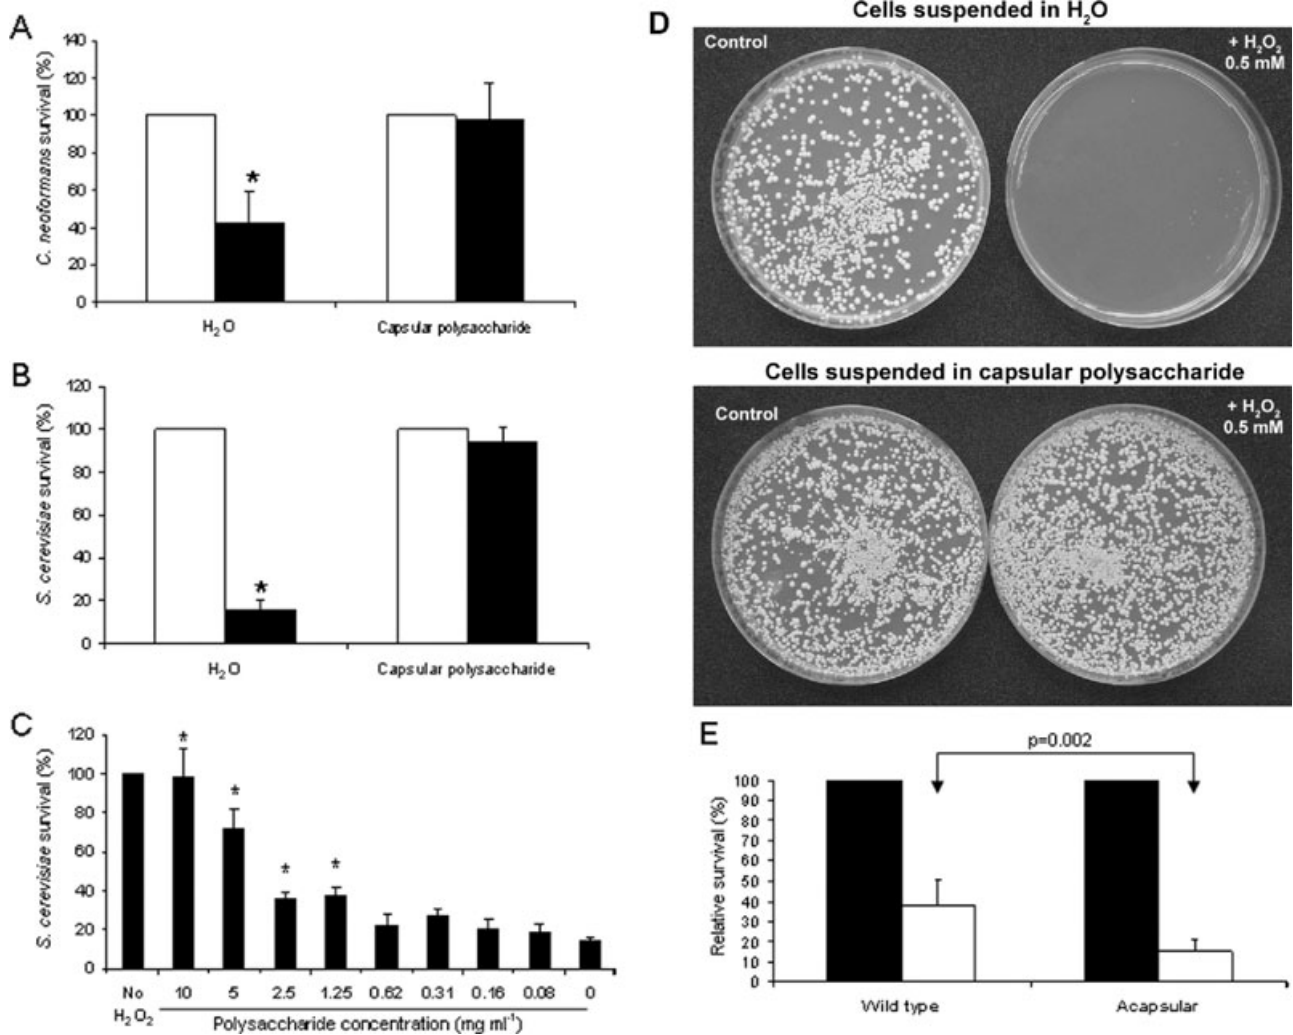 A
C. neoformans survival (%)
140
120
100
80
60
40
20
0
*
H₂O
Capsular polysaccharide
B
S. cerevisiae survival (%)
120
100
80
60
40
20
0
*
H₂O
Capsular polysaccharide
C
S. cerevisiae survival (%)
120
100
80
60
40
20
0
* * * *
No 10 5 2.5 1.25 0.62 0.31 0.16 0.08 0
H₂O₂
Polysaccharide concentration (mg ml⁻¹)
D
Cells suspended in H₂O
Control
+ H₂O₂
0.5 mM
Cells suspended in capsular polysaccharide
Control
+ H₂O₂
0.5 mM
E
p=0.002
Relative survival (%)
100
90
80
70
60
50
40
30
20
10
0
Wild type
Acapsular